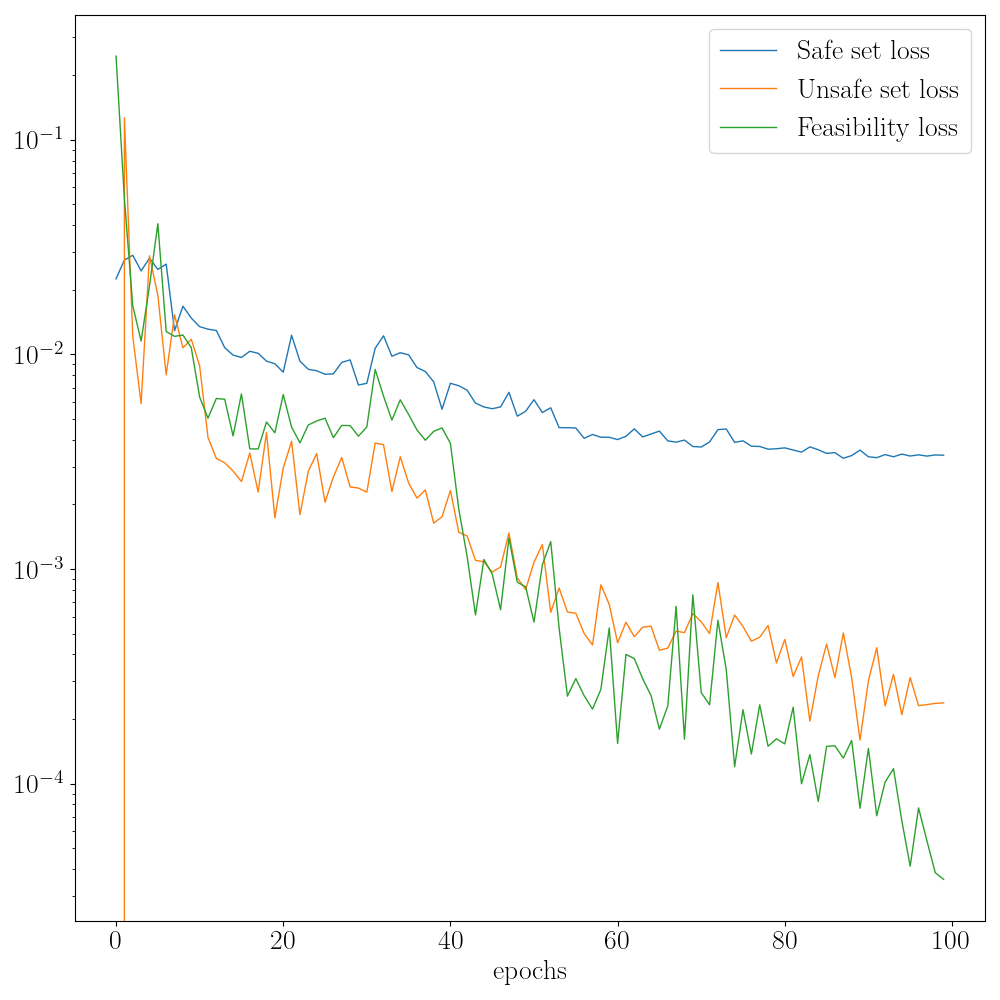 Safe set loss
Unsafe set loss
Feasibility loss
10⁻¹
10⁻²
10⁻³
10⁻⁴
0 20 40 60 80 100
epochs